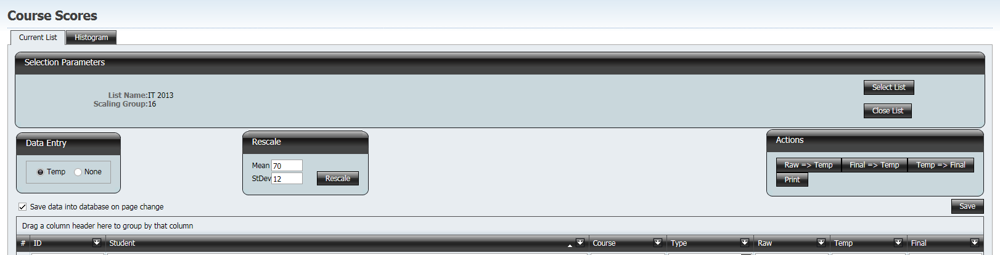 Course Scores
Current List
Histogram
Selection Parameters
List Name:IT 2013
Scaling Group:16
Select List
Close List
Data Entry
Temp
None
Rescale
Mean 70
StDev 12
Rescale
Actions
Raw => Temp
Final => Temp
Temp => Final
Print
Save data into database on page change
Save
Drag a column header here to group by that column
# ID Student Course Type Raw Temp Final